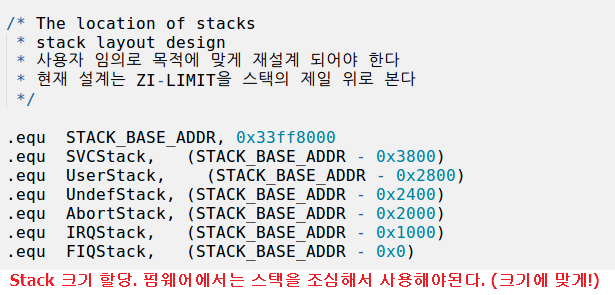 /* The location of stacks
* stack layout design
* 사용자 임의로 목적에 맞게 재설계 되어야 한다
* 현재 설계는 ZI-LIMIT을 스택의 제일 위로 본다
*/
.equ STACK_BASE_ADDR, 0x33ff8000
.equ SVCStack, (STACK_BASE_ADDR - 0x3800)
.equ UserStack, (STACK_BASE_ADDR - 0x2800)
.equ UndefStack, (STACK_BASE_ADDR - 0x2400)
.equ AbortStack, (STACK_BASE_ADDR - 0x2000)
.equ IRQStack, (STACK_BASE_ADDR - 0x1000)
.equ FIQStack, (STACK_BASE_ADDR - 0x0)
Stack 크기 할당. 펌웨어에서는 스택을 조심해서 사용해야된다. (크기에 맞게!)